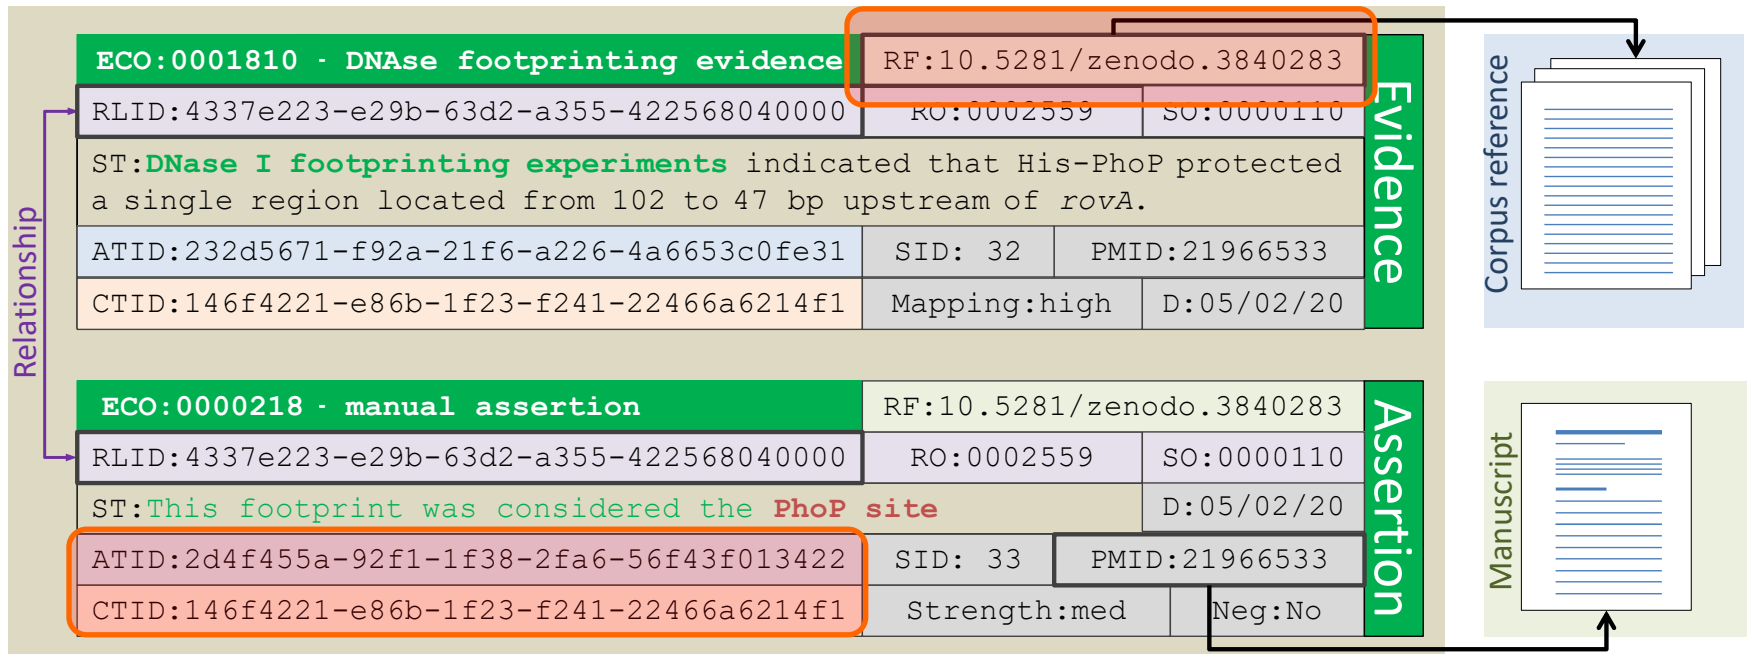 ECO:0001810 - DNAse footprinting evidence
RF:10.5281/zenodo.3840283
RLID:4337e223-e29b-63d2-a355-422568040000
RO:0002559
SO:0000110
ST:DNase I footprinting experiments indicated that His-PhoP protected
a single region located from 102 to 47 bp upstream of rovA.
ATID:232d5671-f92a-21f6-a226-4a6653c0fe31
SID: 32
PMID:21966533
CTID:146f4221-e86b-1f23-f241-22466a6214f1
Mapping:high
D:05/02/20
Evidence
Corpus reference
Relationship
ECO:0000218 - manual assertion
RF:10.5281/zenodo.3840283
RLID:4337e223-e29b-63d2-a355-422568040000
RO:0002559
SO:0000110
ST:This footprint was considered the PhoP site
D:05/02/20
ATID:2d4f455a-92f1-1f38-2fa6-56f43f013422
SID: 33
PMID:21966533
CTID:146f4221-e86b-1f23-f241-22466a6214f1
Strength:med
Neg:No
Assertion
Manuscript